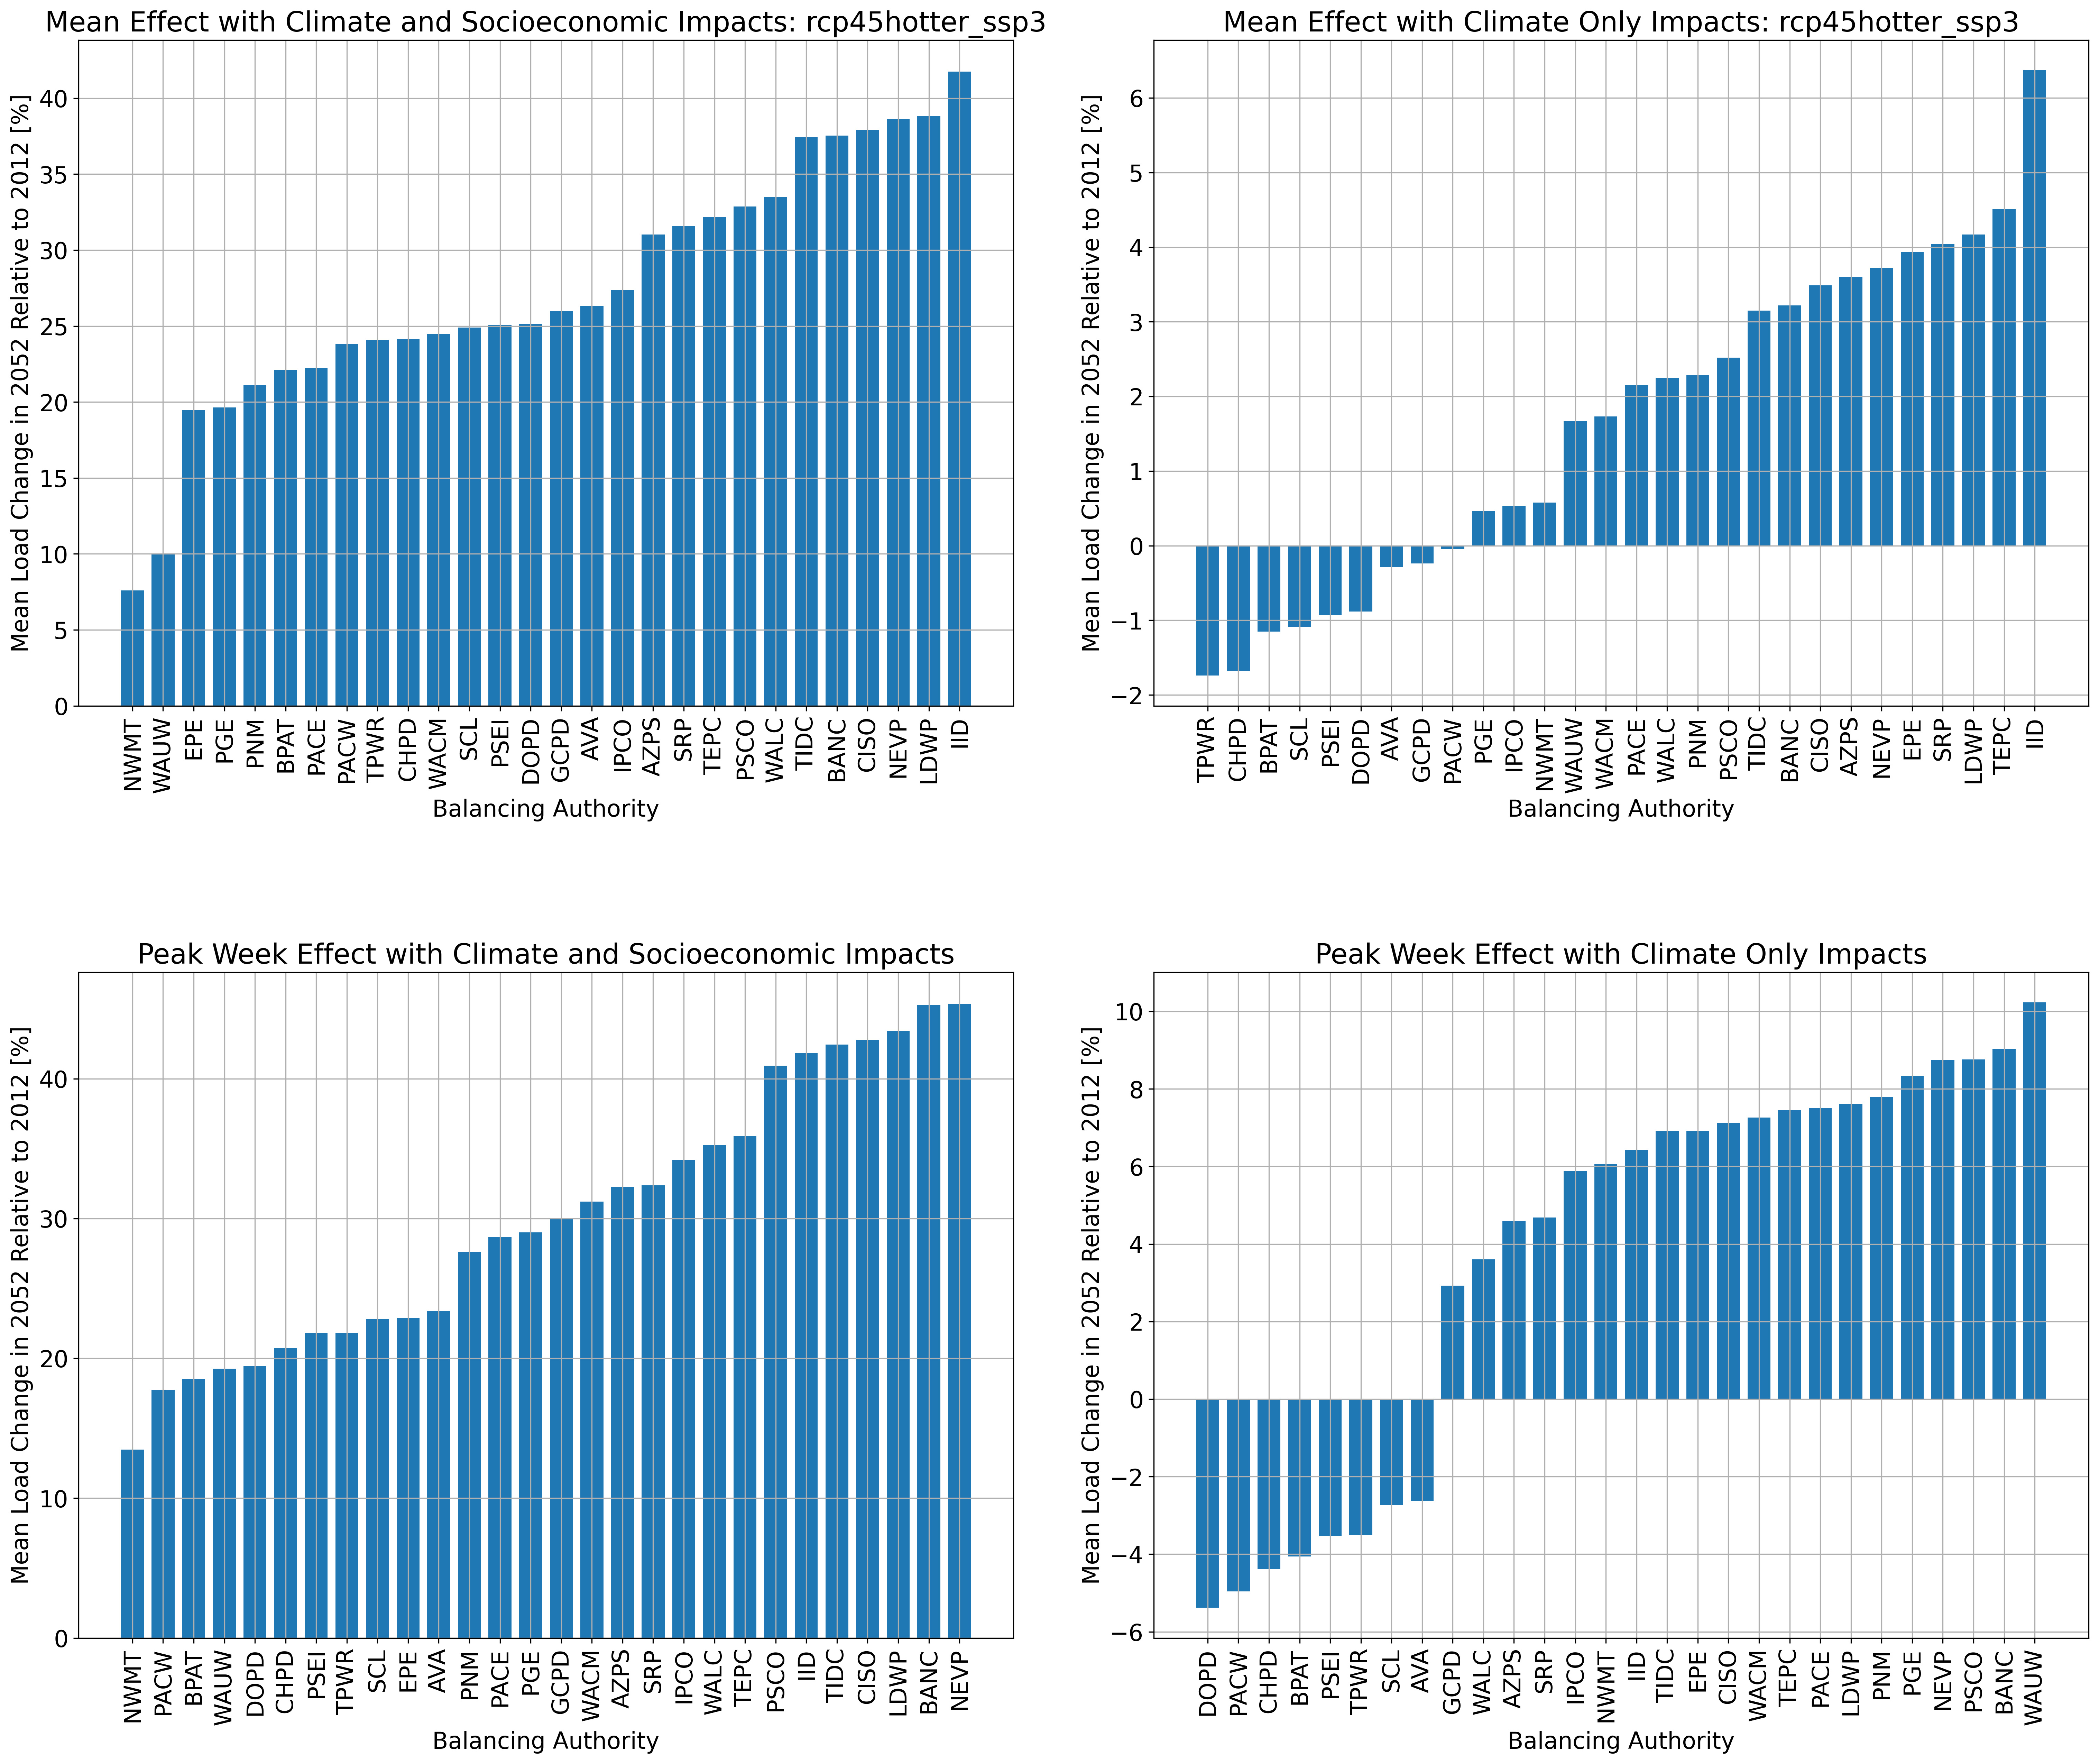 Mean Effect with Climate and Socioeconomic Impacts: rcp45hotter_ssp3
Mean Load Change in 2052 Relative to 2012 [%]
40
35
30
25
20
15
10
5
0
NWMT WAUW EPE PGE PNM BPAT PACE PACW TPWR CHPD WACM SCL PSEI DOPD GCPD AVA IPCO AZPS SRP TEPC PSCO WALC TIDC BANC CISO NEVP LDWP IID
Balancing Authority
Mean Effect with Climate Only Impacts: rcp45hotter_ssp3
Mean Load Change in 2052 Relative to 2012 [%]
6
5
4
3
2
1
0
−1
−2
TPWR CHPD BPAT SCL PSEI DOPD AVA GCPD PACW PGE IPCO NWMT WAUW WACM PACE WALC PNM PSCO TIDC BANC CISO AZPS NEVP EPE SRP LDWP TEPC IID
Balancing Authority
Peak Week Effect with Climate and Socioeconomic Impacts
Mean Load Change in 2052 Relative to 2012 [%]
40
30
20
10
0
NWMT PACW BPAT WAUW DOPD CHPD PSEI TPWR SCL EPE AVA PNM PACE PGE GCPD WACM AZPS SRP IPCO WALC TEPC PSCO IID TIDC CISO LDWP BANC NEVP
Balancing Authority
Peak Week Effect with Climate Only Impacts
Mean Load Change in 2052 Relative to 2012 [%]
10
8
6
4
2
0
−2
−4
−6
DOPD PACW CHPD BPAT PSEI TPWR SCL AVA GCPD WALC AZPS SRP IPCO NWMT IID TIDC EPE CISO WACM TEPC PACE LDWP PNM PGE NEVP PSCO BANC WAUW
Balancing Authority